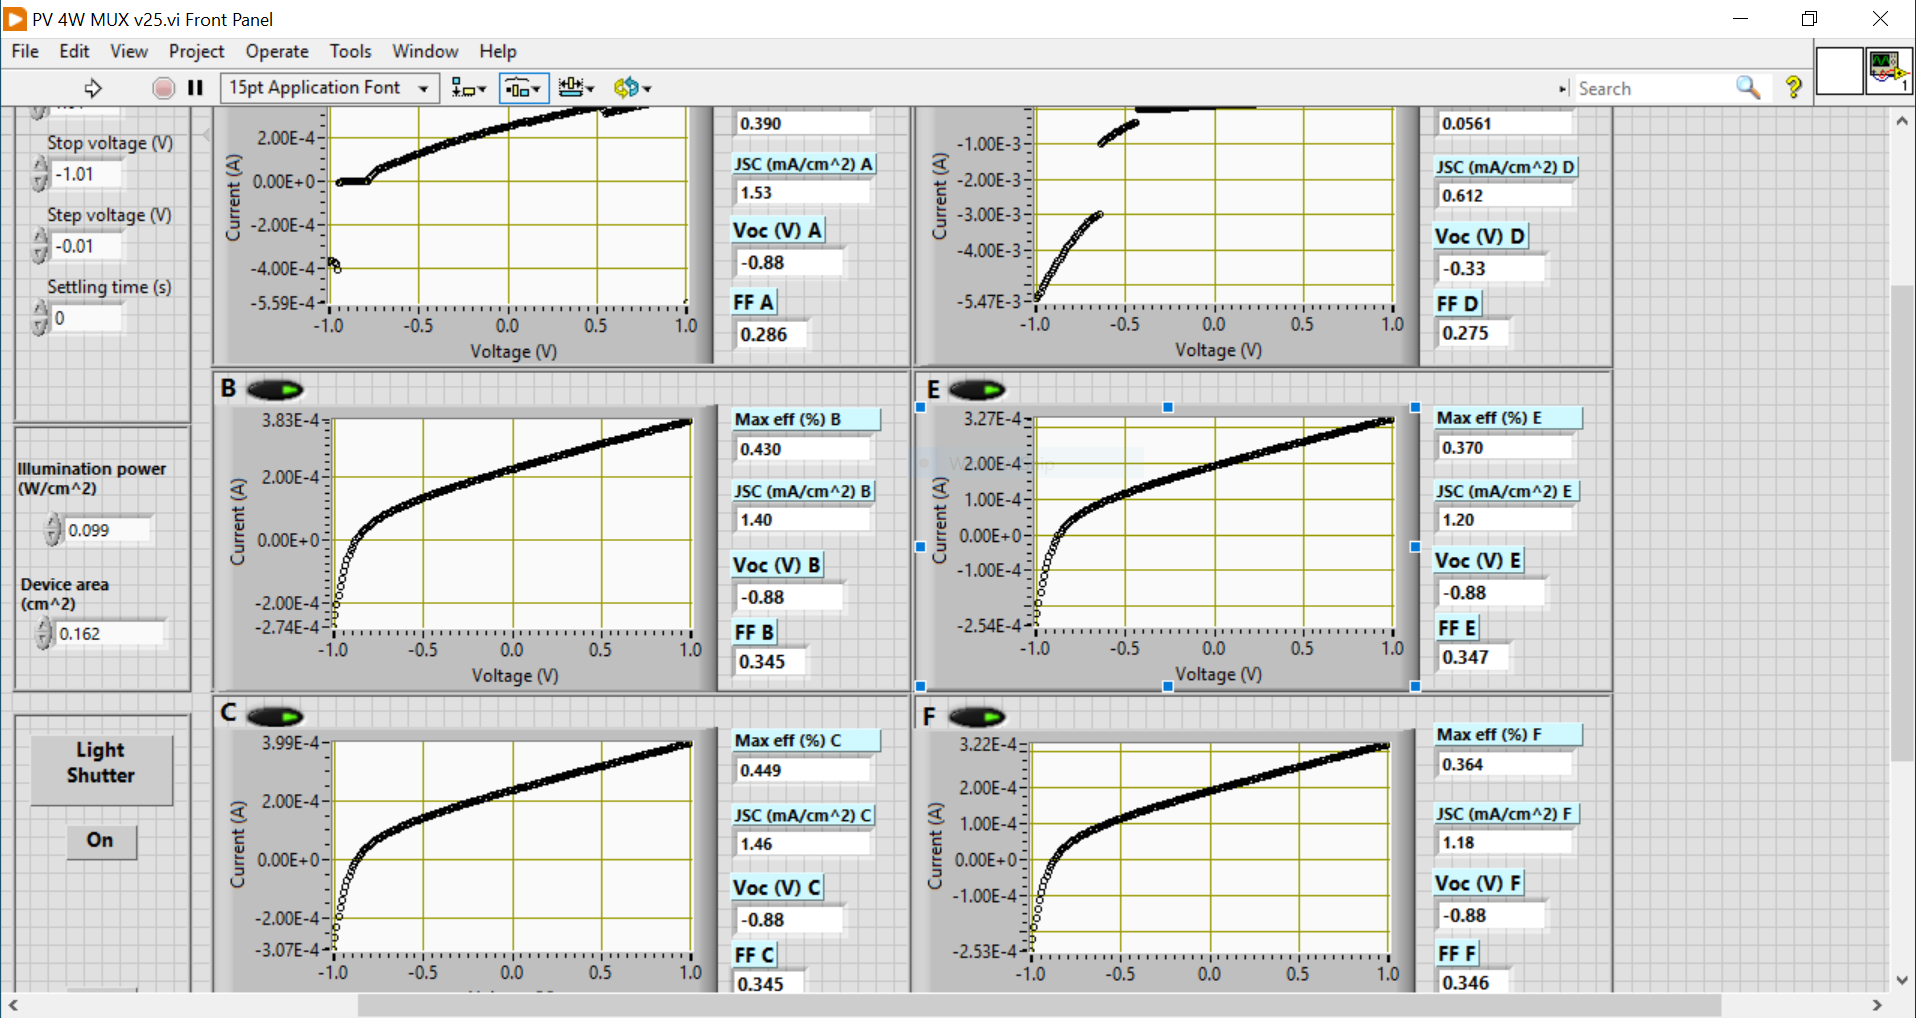 PV 4W MUX v25.vi Front Panel
File Edit View Project Operate Tools Window Help
15pt Application Font
Search
1
Stop voltage (V)
-1.01
Step voltage (V)
-0.01
Settling time (s)
0
Illumination power
(W/cm^2)
0.099
Device area
(cm^2)
0.162
Light
Shutter
On
Current (A)
2.00E-4
0.00E+0
-2.00E-4
-4.00E-4
-5.59E-4
-1.0 -0.5 0.0 0.5 1.0
Voltage (V)
0.390
JSC (mA/cm^2) A
1.53
Voc (V) A
-0.88
FF A
0.286
Current (A)
-1.00E-3
-2.00E-3
-3.00E-3
-4.00E-3
-5.47E-3
-1.0 -0.5 0.0 0.5 1.0
Voltage (V)
0.0561
JSC (mA/cm^2) D
0.612
Voc (V) D
-0.33
FF D
0.275
B
Current (A)
3.83E-4
2.00E-4
0.00E+0
-2.00E-4
-2.74E-4
-1.0 -0.5 0.0 0.5 1.0
Voltage (V)
Max eff (%) B
0.430
JSC (mA/cm^2) B
1.40
Voc (V) B
-0.88
FF B
0.345
E
Current (A)
3.27E-4
2.00E-4
1.00E-4
0.00E+0
-1.00E-4
-2.54E-4
-1.0 -0.5 0.0 0.5 1.0
Voltage (V)
Max eff (%) E
0.370
JSC (mA/cm^2) E
1.20
Voc (V) E
-0.88
FF E
0.347
C
Current (A)
3.99E-4
2.00E-4
0.00E+0
-2.00E-4
-3.07E-4
-1.0 -0.5 0.0 0.5 1.0
Max eff (%) C
0.449
JSC (mA/cm^2) C
1.46
Voc (V) C
-0.88
FF C
0.345
F
Current (A)
3.22E-4
2.00E-4
1.00E-4
0.00E+0
-1.00E-4
-2.53E-4
-1.0 -0.5 0.0 0.5 1.0
Max eff (%) F
0.364
JSC (mA/cm^2) F
1.18
Voc (V) F
-0.88
FF F
0.346